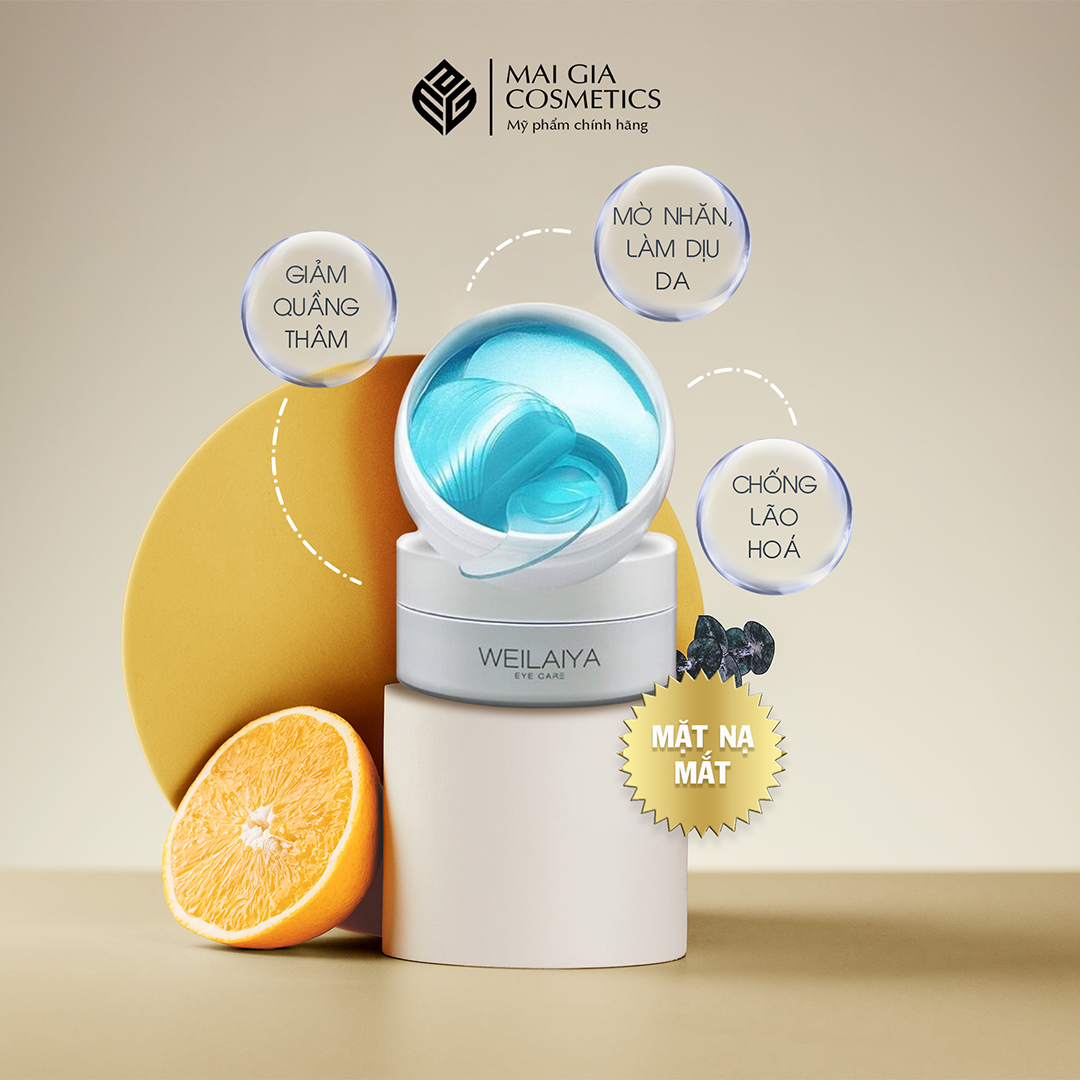 MAI GIA
COSMETICS
Mỹ phẩm chính hãng
MỜ NHĂN,
LÀM DỊU
DA
GIẢM
QUẦNG
THÂM
CHỐNG
LÃO
HOÁ
WEILAIYA
EYE CARE
MẶT NẠ
MẮT